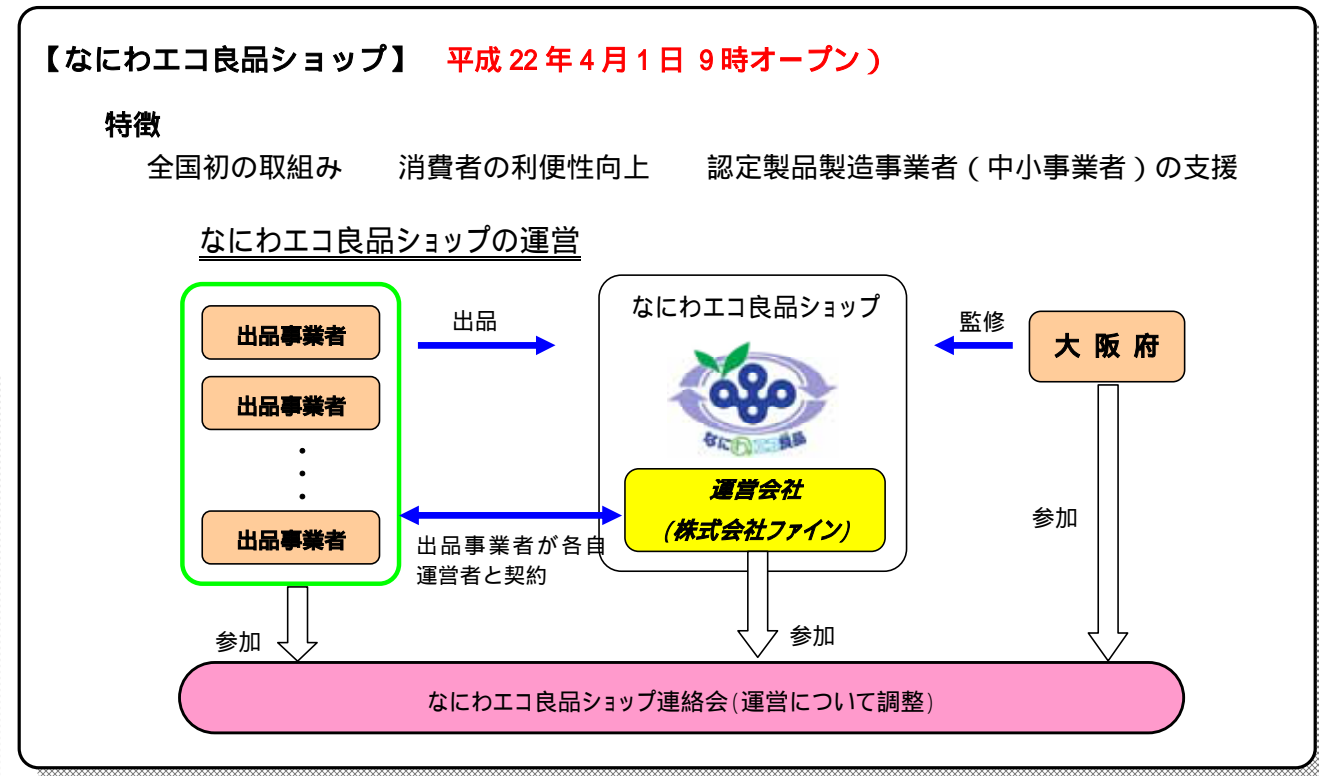 【なにわエコ良品ショップ】 平成 22 年 4 月 1 日 9 時オープン）
特徴
全国初の取組み 消費者の利便性向上 認定製品製造事業者（中小事業者）の支援
なにわエコ良品ショップの運営
出品事業者
出品事業者
・
・
・
出品事業者
出品
なにわエコ良品ショップ
なにわエコ良品
運営会社
(株式会社ファイン)
監修
大 阪 府
出品事業者が各自
運営者と契約
参加
参加
参加
なにわエコ良品ショップ連絡会(運営について調整)